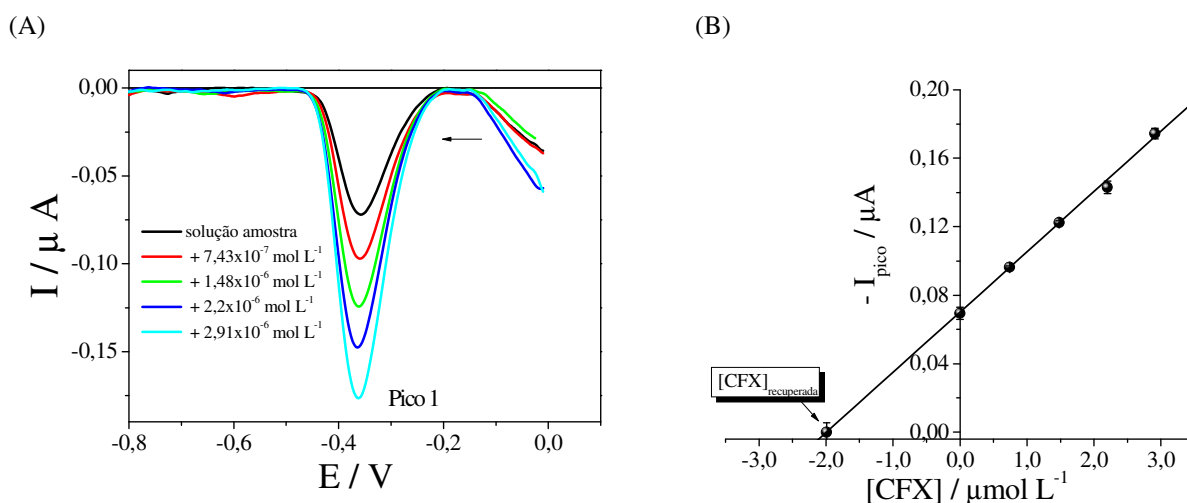 (A)
0,00
-0,05
-0,10
-0,15
I / μ A
solução amostra
+ 7,43x10⁻⁷ mol L⁻¹
+ 1,48x10⁻⁶ mol L⁻¹
+ 2,2x10⁻⁶ mol L⁻¹
+ 2,91x10⁻⁶ mol L⁻¹
Pico 1
-0,8 -0,6 -0,4 -0,2 0,0
E / V
(B)
0,20
0,16
0,12
0,08
0,04
0,00
- I pico / μA
[CFX] recuperada
-3,0 -2,0 -1,0 0,0 1,0 2,0 3,0
[CFX] / μmol L⁻¹